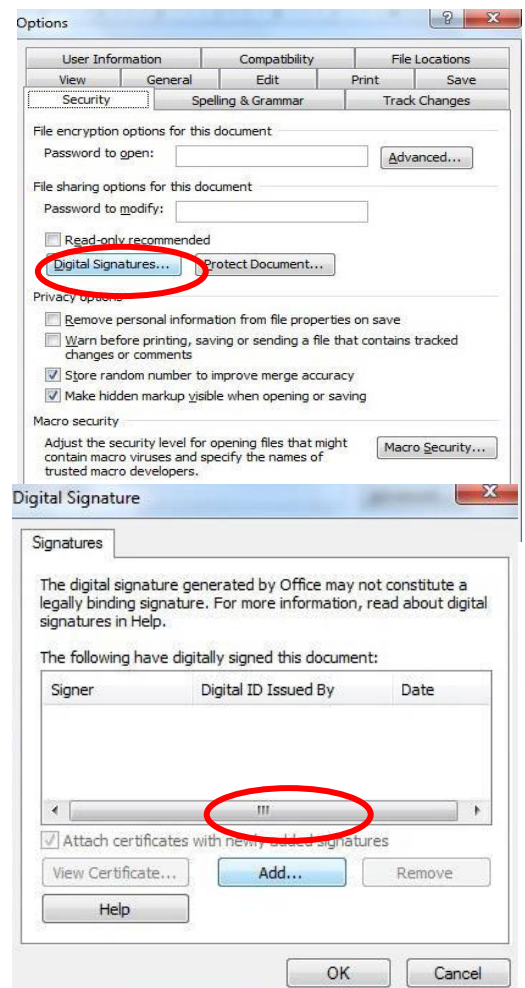 Options
User Information Compatibility File Locations
View General Edit Print Save
Security Spelling & Grammar Track Changes
File encryption options for this document
Password to open: Advanced...
File sharing options for this document
Password to modify:
Read-only recommended
Digital Signatures... Protect Document...
Privacy options
Remove personal information from file properties on save
Warn before printing, saving or sending a file that contains tracked
changes or comments
Store random number to improve merge accuracy
Make hidden markup visible when opening or saving
Macro security
Adjust the security level for opening files that might
contain macro viruses and specify the names of
trusted macro developers.
Macro Security...
Digital Signature
Signatures
The digital signature generated by Office may not constitute a
legally binding signature. For more information, read about digital
signatures in Help.
The following have digitally signed this document:
Signer Digital ID Issued By Date
Attach certificates with newly added signatures
View Certificate... Add... Remove
Help
OK Cancel